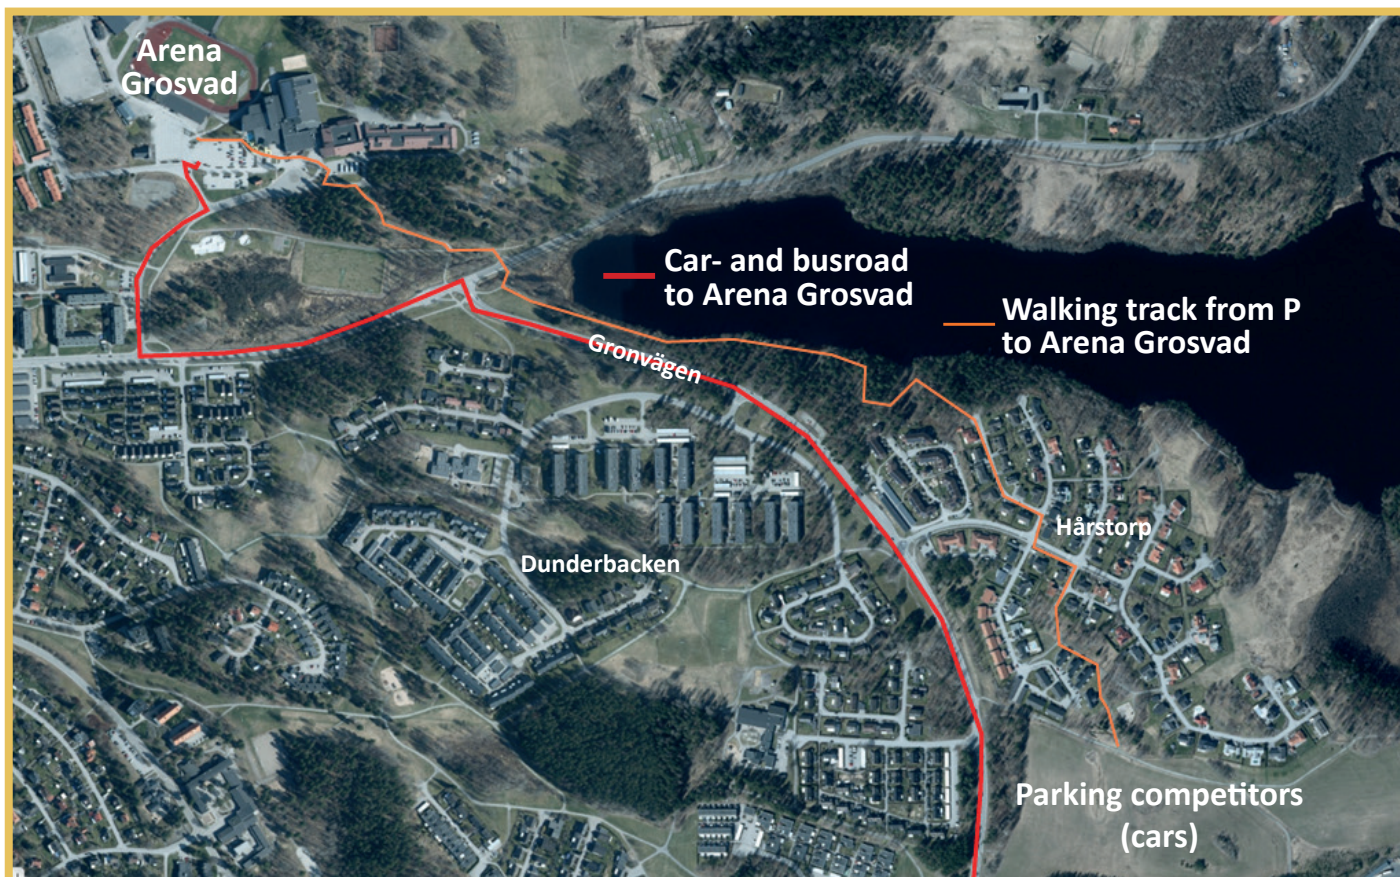 Arena
Grosvad
Car- and busroad
to Arena Grosvad
Walking track from P
to Arena Grosvad
Gronvägen
Hårstorp
Dunderbacken
Parking competitors
(cars)